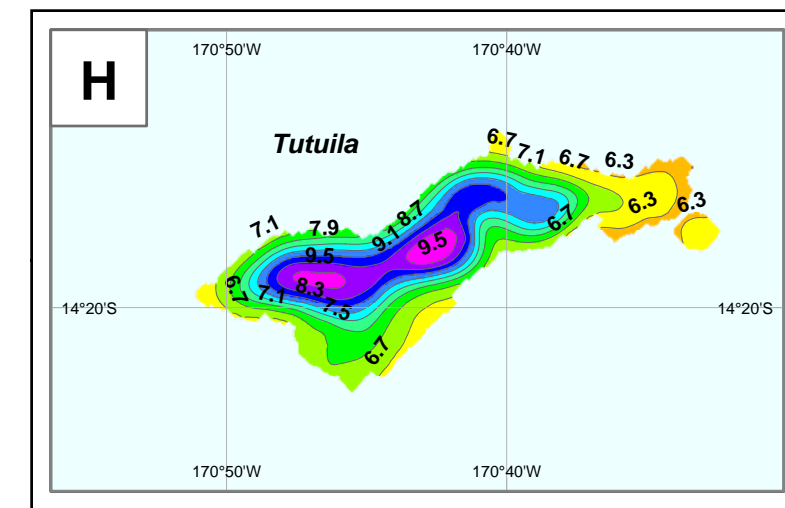 170°50'W 170°40'W
H
Tutuila
6.7
7.1 6.7 6.3
6.3 6.3
8.7
7.1 7.9 6.7
9.1 9.5
9.5
6.7 7.1 8.3
7.5
14°20'S 14°20'S
6.7
170°50'W 170°40'W